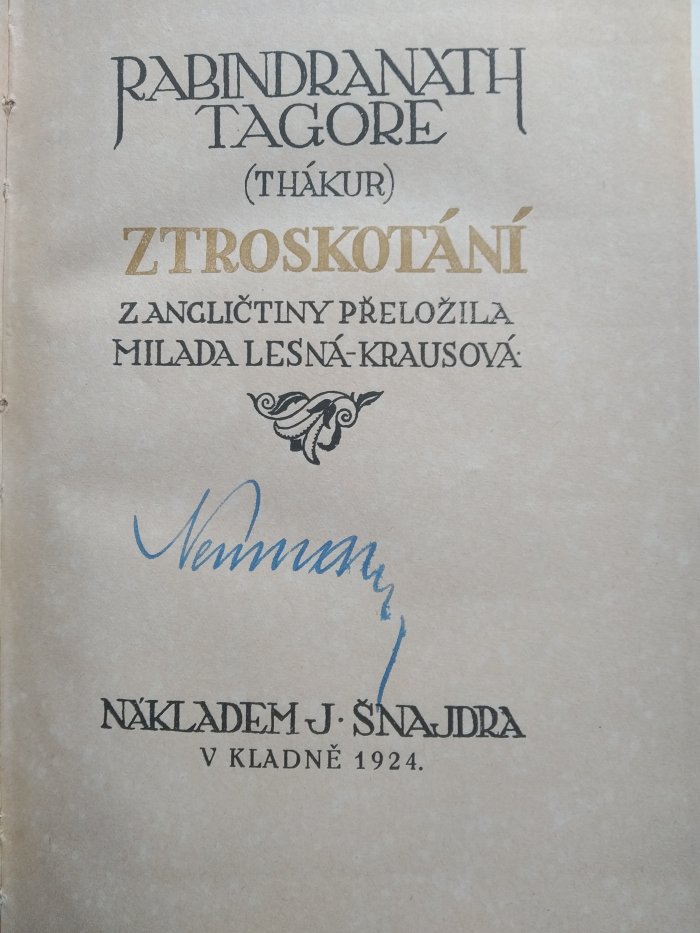 RABINDRANATH
TAGORE
(THÁKUR)
ZTROSKOTÁNÍ
Z ANGLIČTINY PŘELOŽILA
MILADA LESNÁ-KRAUSOVÁ·
NÁKLADEM J· ŠNAJDRA
V KLADNĚ 1924.